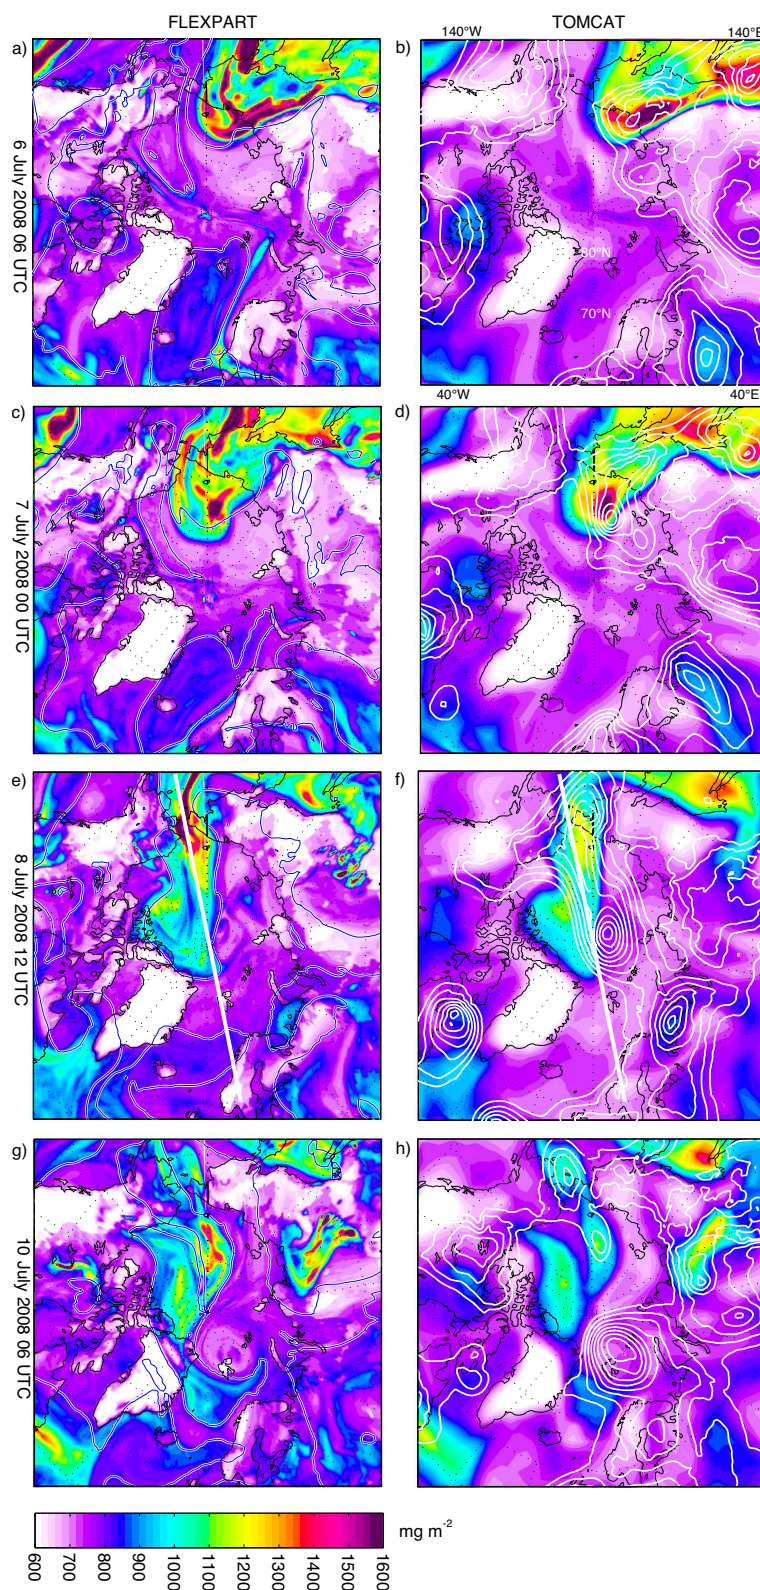 FLEXPART
TOMCAT
a)
b)
140°W
140°E
6 July 2008 06 UTC
80°N
70°N
c)
d)
40°W
40°E
7 July 2008 00 UTC
e)
f)
8 July 2008 12 UTC
g)
h)
10 July 2008 06 UTC
mg m⁻²
600
700
800
900
1000
1100
1200
1300
1400
1500
1600